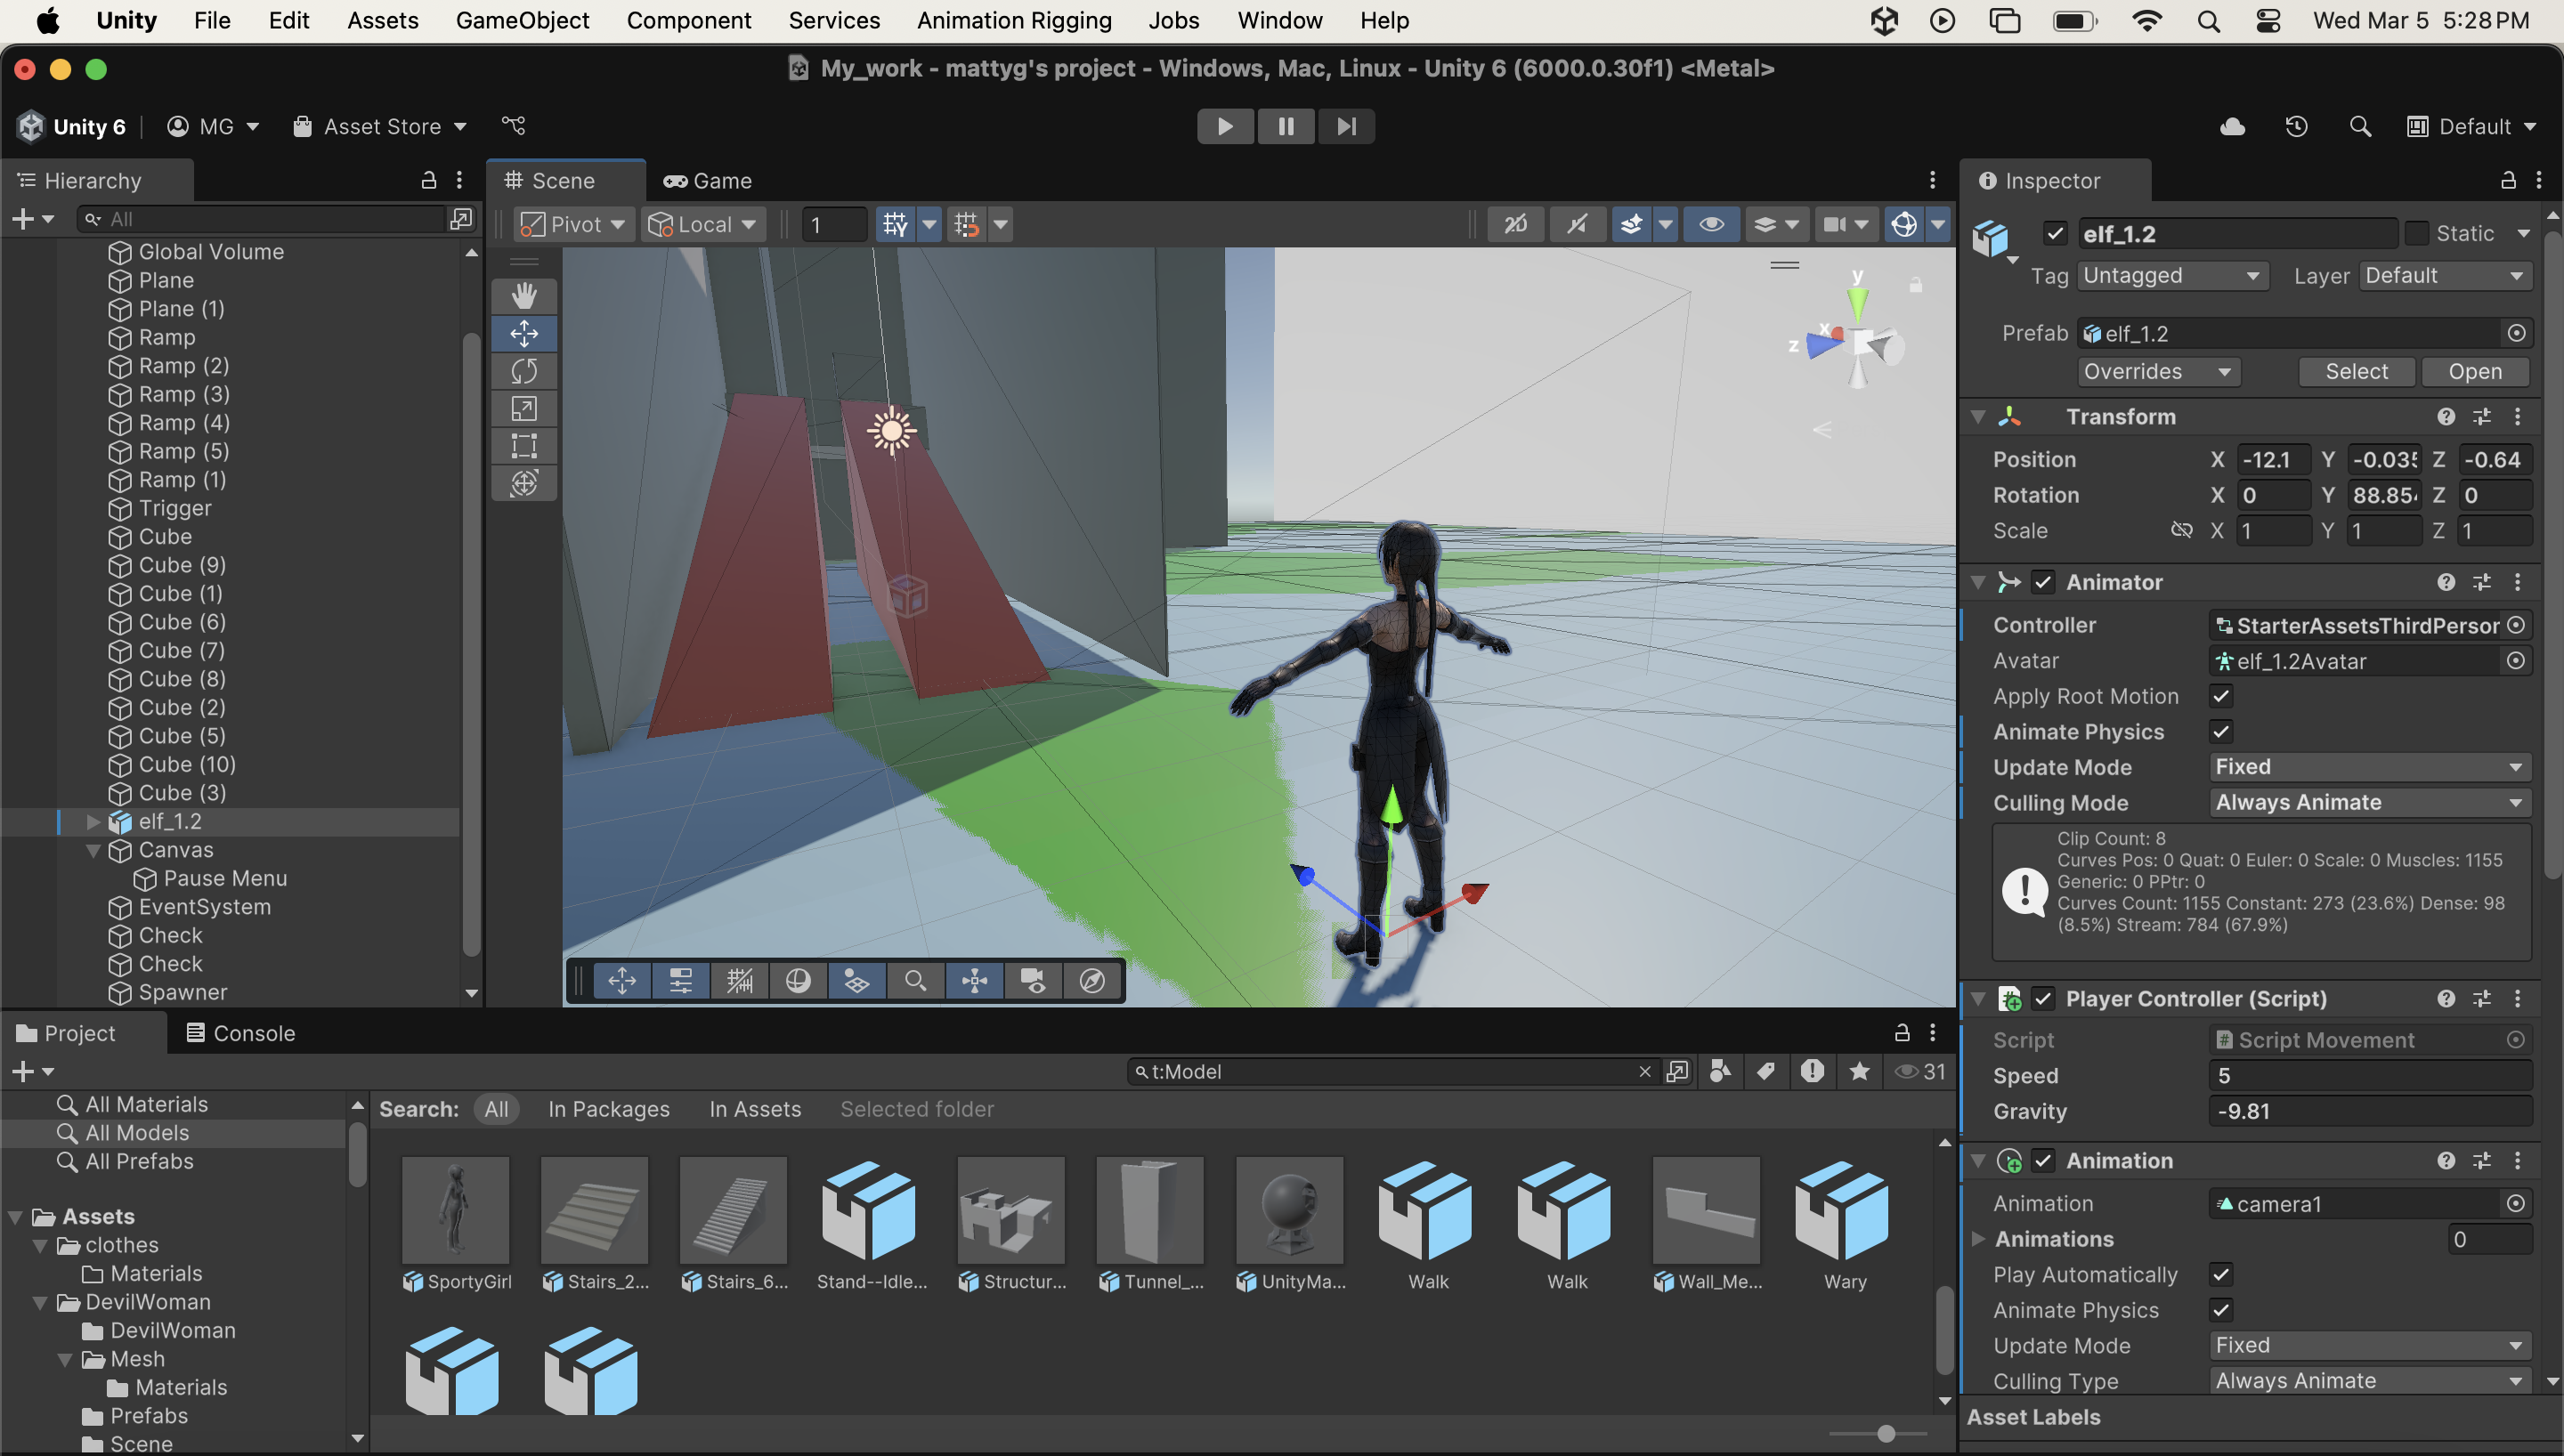 Unity File Edit Assets GameObject Component Services Animation Rigging Jobs Window Help Wed Mar 5 5:28 PM
My_work - mattyg's project - Windows, Mac, Linux - Unity 6 (6000.0.30f1) <Metal>
Unity 6 MG Asset Store Default
Hierarchy
All
Global Volume
Plane
Plane (1)
Ramp
Ramp (2)
Ramp (3)
Ramp (4)
Ramp (5)
Ramp (1)
Trigger
Cube
Cube (9)
Cube (1)
Cube (6)
Cube (7)
Cube (8)
Cube (2)
Cube (5)
Cube (10)
Cube (3)
elf_1.2
Canvas
Pause Menu
EventSystem
Check
Check
Spawner
Scene Game
Pivot Local 1 2D
y
x
z
Inspector
elf_1.2 Static
Tag Untagged Layer Default
Prefab elf_1.2
Overrides Select Open
Transform
Position X -12.1 Y -0.035 Z -0.64
Rotation X 0 Y 88.854 Z 0
Scale X 1 Y 1 Z 1
Animator
Controller StarterAssetsThirdPerson
Avatar elf_1.2Avatar
Apply Root Motion
Animate Physics
Update Mode Fixed
Culling Mode Always Animate
Clip Count: 8
Curves Pos: 0 Quat: 0 Euler: 0 Scale: 0 Muscles: 1155
Generic: 0 PPtr: 0
Curves Count: 1155 Constant: 273 (23.6%) Dense: 98
(8.5%) Stream: 784 (67.9%)
Player Controller (Script)
Script Script Movement
Speed 5
Gravity -9.81
Animation
Animation camera1
Animations 0
Play Automatically
Animate Physics
Update Mode Fixed
Culling Type Always Animate
Asset Labels
Project Console
t:Model 31
All Materials
All Models
All Prefabs
Assets
clothes
Materials
DevilWoman
DevilWoman
Mesh
Materials
Prefabs
Scene
Search: All In Packages In Assets Selected folder
SportyGirl Stairs_2... Stairs_6... Stand--Idle... Structur... Tunnel_... UnityMa... Walk Walk Wall_Me... Wary